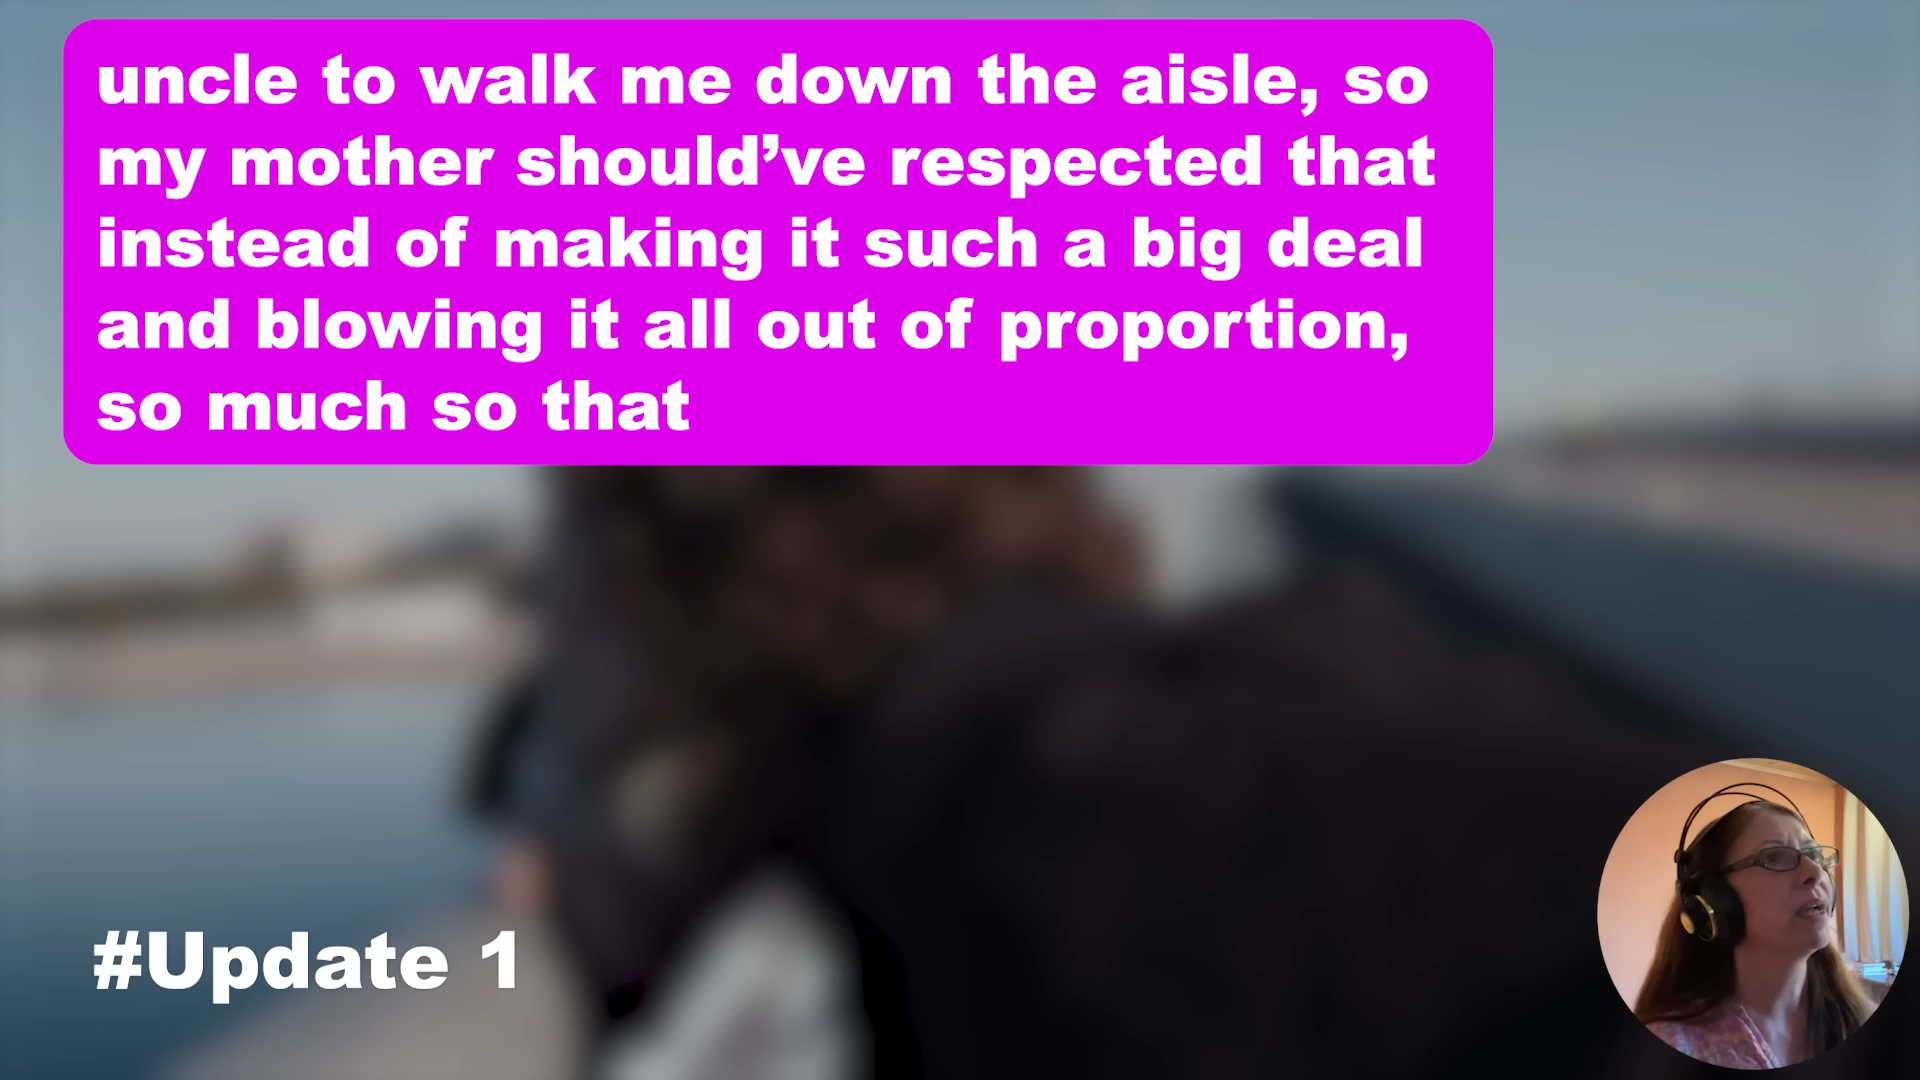 uncle to walk me down the aisle, so
my mother should’ve respected that
instead of making it such a big deal
and blowing it all out of proportion,
so much so that
#Update 1